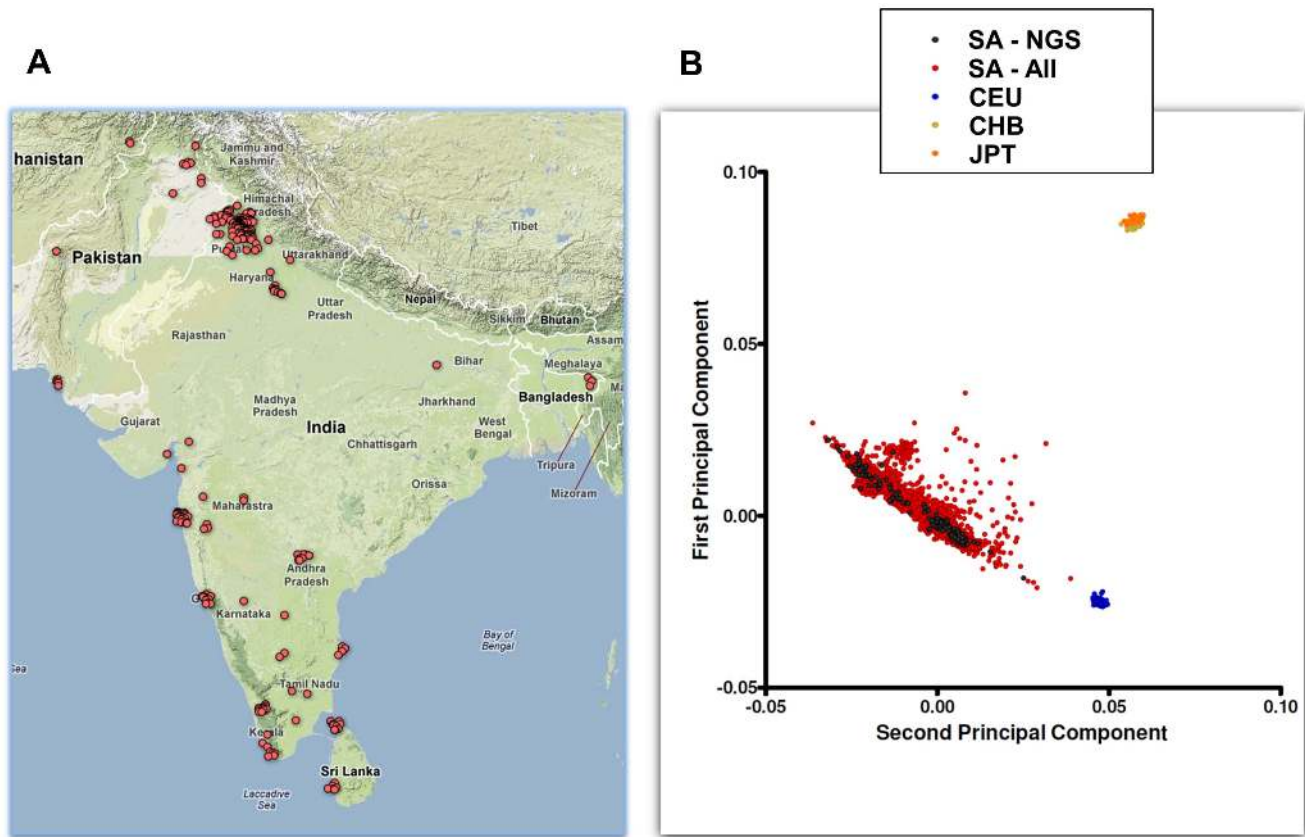 A
hanistan
Jammu and
Kashmir
Himachal
Pradesh
Tibet
Pakistan
Uttarakhand
Haryana
Uttar
Pradesh
Nepal
Sikkim
Bhutan
Assam
Rajasthan
Bihar
Meghalaya
Bangladesh
Gujarat
Madhya
Pradesh
Jharkhand
India
West
Bengal
Chhattisgarh
Tripura
Orissa
Mizoram
Maharastra
Andhra
Pradesh
Karnataka
Bay of
Bengal
Sea
Tamil Nadu
Sri Lanka
Laccadive
Sea
B
SA - NGS
SA - All
CEU
CHB
JPT
First Principal Component
0.10
0.05
0.00
-0.05
-0.05
0.00
0.05
0.10
Second Principal Component